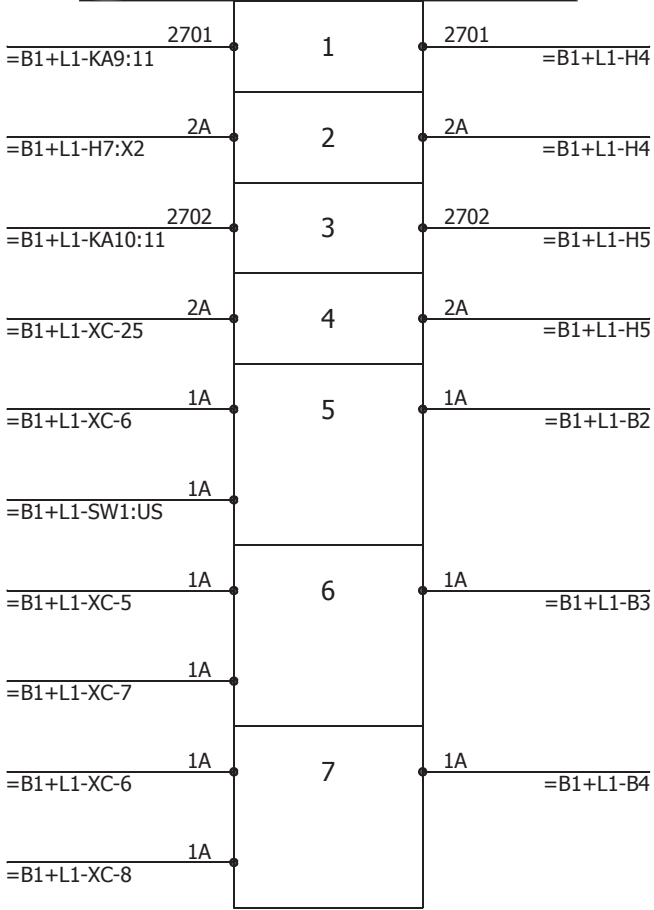 2701 1 2701
=B1+L1-KA9:11 =B1+L1-H4
2A 2 2A
=B1+L1-H7:X2 =B1+L1-H4
2702 3 2702
=B1+L1-KA10:11 =B1+L1-H5
2A 4 2A
=B1+L1-XC-25 =B1+L1-H5
1A 5 1A
=B1+L1-XC-6 =B1+L1-B2
1A
=B1+L1-SW1:US
1A 6 1A
=B1+L1-XC-5 =B1+L1-B3
1A
=B1+L1-XC-7
1A 7 1A
=B1+L1-XC-6 =B1+L1-B4
1A
=B1+L1-XC-8